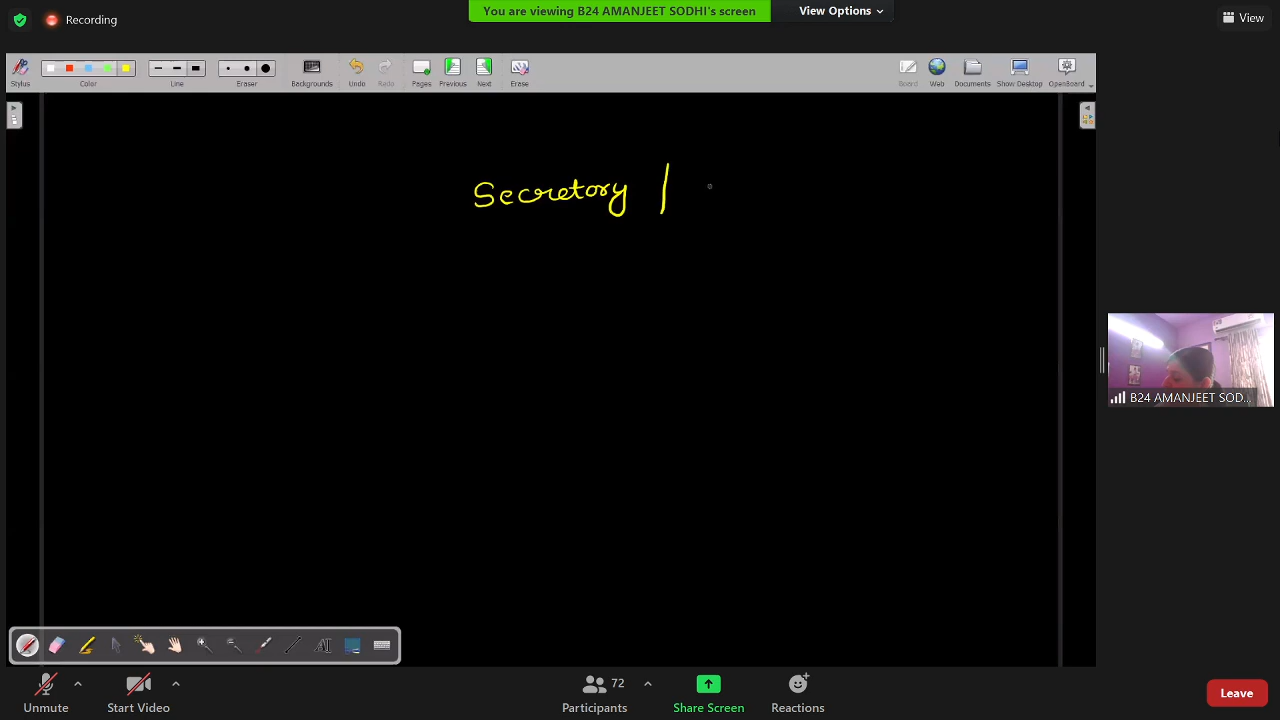 Recording
You are viewing B24 AMANJEET SODHI's screen
View Options
View
Stylus
Color
Line
Eraser
Backgrounds
Undo
Redo
Pages
Previous
Next
Erase
Board
Web
Documents
Show Desktop
OpenBoard
Secretory |
B24 AMANJEET SOD...
Unmute
Start Video
72
Participants
Share Screen
Reactions
Leave